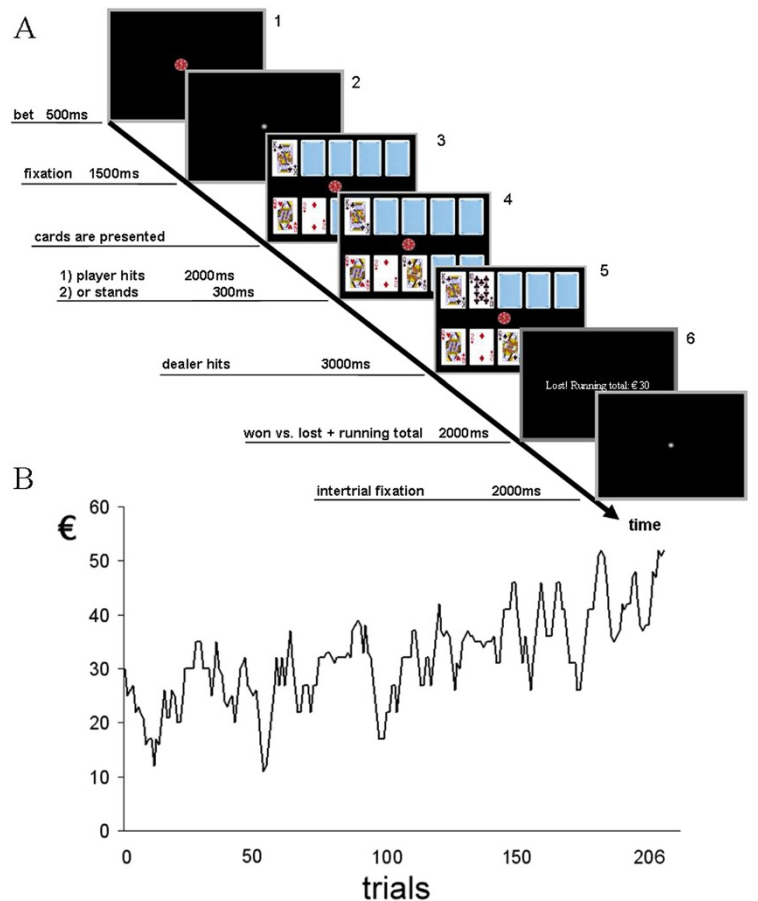 A
1
2
bet 500ms
3
fixation 1500ms
4
cards are presented
1) player hits 2000ms
2) or stands 300ms
5
6
dealer hits 3000ms
Lost! Running total: € 30
won vs. lost + running total 2000ms
B
intertrial fixation 2000ms
time
€
60
50
40
30
20
10
0
0 50 100 150 206
trials